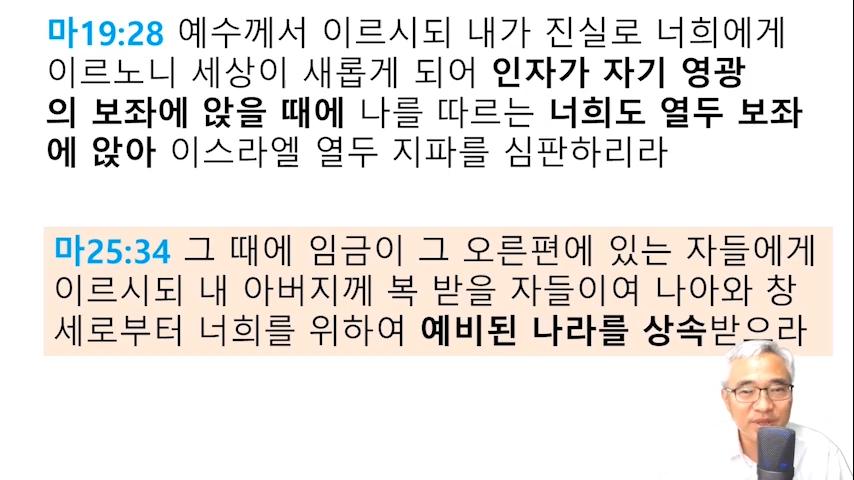 마19:28 예수께서 이르시되 내가 진실로 너희에게
이르노니 세상이 새롭게 되어 인자가 자기 영광
의 보좌에 앉을 때에 나를 따르는 너희도 열두 보좌
에 앉아 이스라엘 열두 지파를 심판하리라
마25:34 그 때에 임금이 그 오른편에 있는 자들에게
이르시되 내 아버지께 복 받을 자들이여 나아와 창
세로부터 너희를 위하여 예비된 나라를 상속받으라